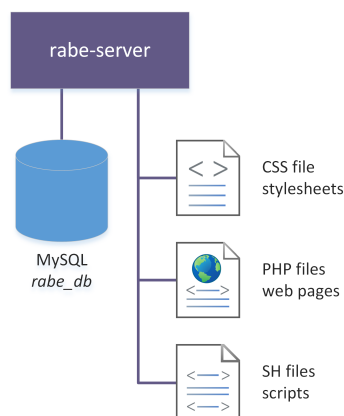 rabe-server
MySQL
rabe_db
CSS file
stylesheets
PHP files
web pages
SH files
scripts